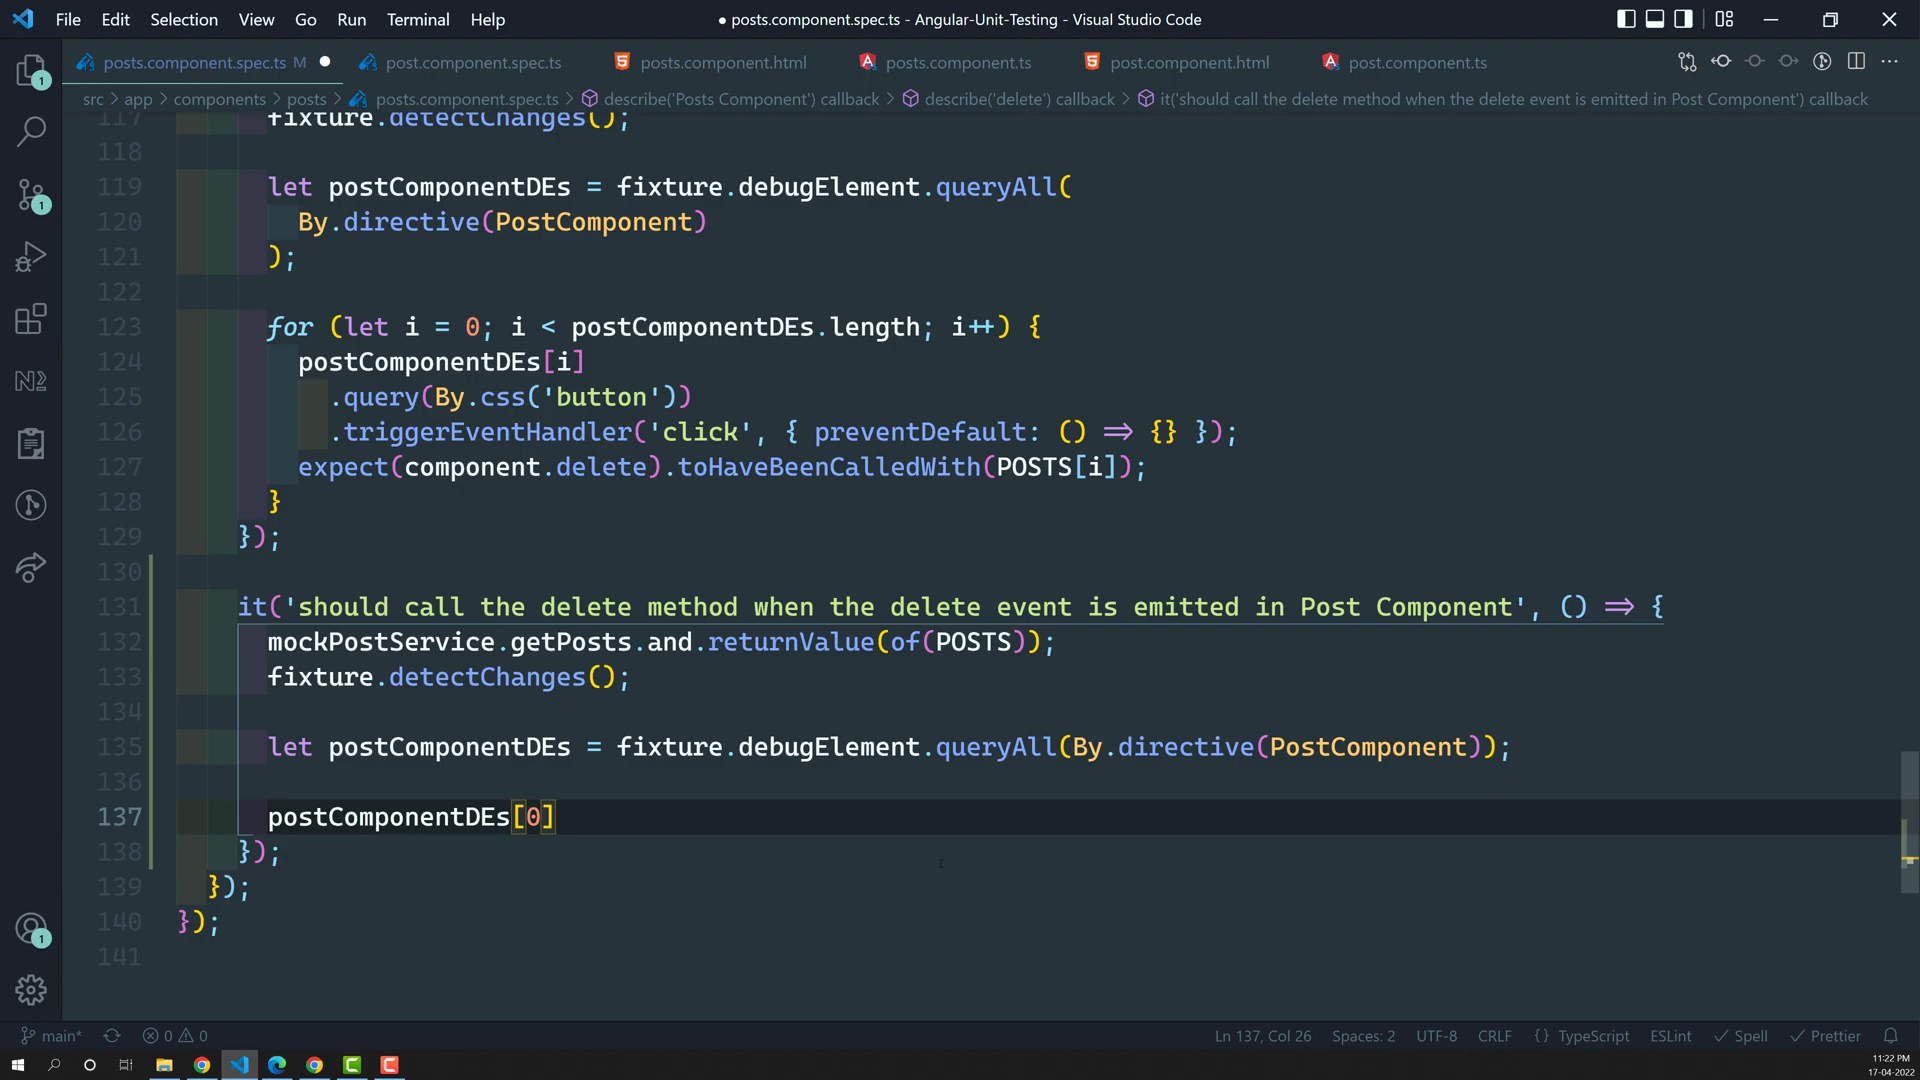 File Edit Selection View Go Run Terminal Help
● posts.component.spec.ts - Angular-Unit-Testing - Visual Studio Code
posts.component.spec.ts M ●
post.component.spec.ts
posts.component.html
posts.component.ts
post.component.html
post.component.ts
src > app > components > posts > posts.component.spec.ts > describe('Posts Component') callback > describe('delete') callback > it('should call the delete method when the delete event is emitted in Post Component') callback
117 fixture.detectChanges();
118
119 let postComponentDEs = fixture.debugElement.queryAll(
120 By.directive(PostComponent)
121 );
122
123 for (let i = 0; i < postComponentDEs.length; i++) {
124 postComponentDEs[i]
125 .query(By.css('button'))
126 .triggerEventHandler('click', { preventDefault: () => {} });
127 expect(component.delete).toHaveBeenCalledWith(POSTS[i]);
128 }
129 });
130
131 it('should call the delete method when the delete event is emitted in Post Component', () => {
132 mockPostService.getPosts.and.returnValue(of(POSTS));
133 fixture.detectChanges();
134
135 let postComponentDEs = fixture.debugElement.queryAll(By.directive(PostComponent));
136
137 postComponentDEs[0]
138 });
139 });
140 });
141
1
1
1
main* 0 0
Ln 137, Col 26 Spaces: 2 UTF-8 CRLF {} TypeScript ESLint Spell Prettier
11:22 PM
17-04-2022